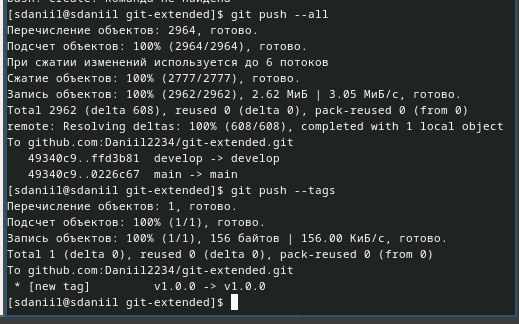 [sdaniil@sdaniil git-extended]$ git push --all
Перечисление объектов: 2964, готово.
Подсчет объектов: 100% (2964/2964), готово.
При сжатии изменений используется до 6 потоков
Сжатие объектов: 100% (2777/2777), готово.
Запись объектов: 100% (2962/2962), 2.62 МиБ | 3.05 МиБ/с, готово.
Total 2962 (delta 608), reused 0 (delta 0), pack-reused 0 (from 0)
remote: Resolving deltas: 100% (608/608), completed with 1 local object
To github.com:Daniil2234/git-extended.git
   49340c9..ffd3b81  develop -> develop
   49340c9..0226c67  main -> main
[sdaniil@sdaniil git-extended]$ git push --tags
Перечисление объектов: 1, готово.
Подсчет объектов: 100% (1/1), готово.
Запись объектов: 100% (1/1), 156 байтов | 156.00 КиБ/с, готово.
Total 1 (delta 0), reused 0 (delta 0), pack-reused 0 (from 0)
To github.com:Daniil2234/git-extended.git
 * [new tag]         v1.0.0 -> v1.0.0
[sdaniil@sdaniil git-extended]$